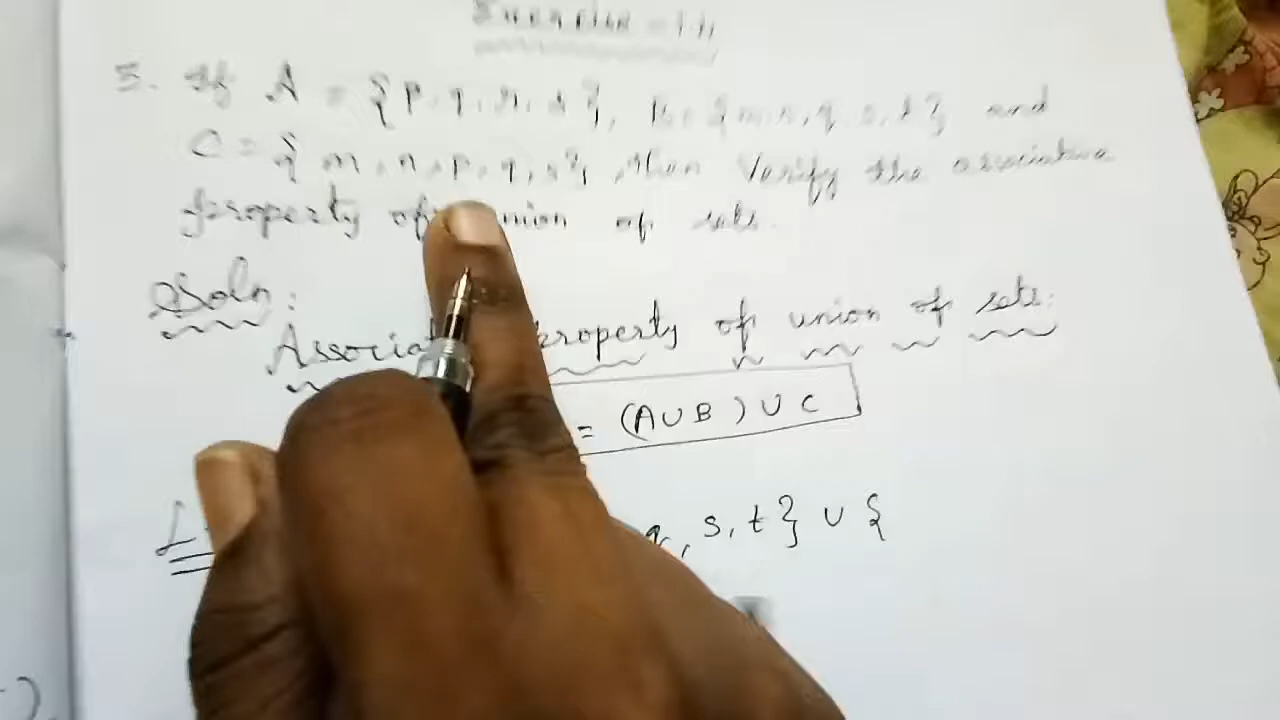 5. If A = {p, q, r, s}, B = {m, n, q, s, t} and
C = { m, n, p, q, s}, then verify the associative
property of union of sets.
Soln:
property of union of sets:
= (A∪B) ∪ C
q, s, t } ∪ {